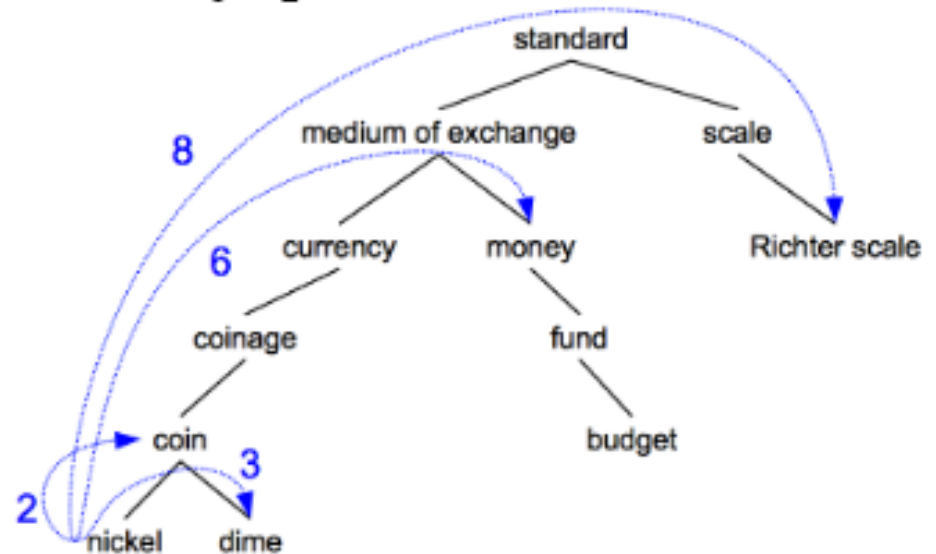 standard
8
medium of exchange
scale
6
currency
money
Richter scale
coinage
fund
coin
budget
3
2
nickel
dime